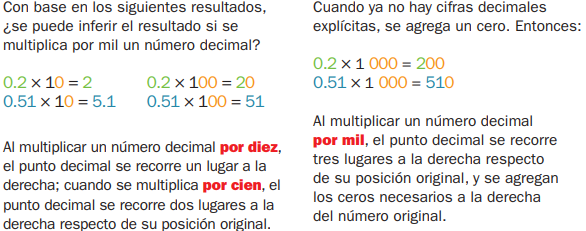 Con base en los siguientes resultados,
¿se puede inferir el resultado si se
multiplica por mil un número decimal?
0.2 × 10 = 2 0.2 × 100 = 20
0.51 × 10 = 5.1 0.51 × 100 = 51
Al multiplicar un número decimal por diez,
el punto decimal se recorre un lugar a la
derecha; cuando se multiplica por cien, el
punto decimal se recorre dos lugares a la
derecha respecto de su posición original.
Cuando ya no hay cifras decimales
explícitas, se agrega un cero. Entonces:
0.2 × 1 000 = 200
0.51 × 1 000 = 510
Al multiplicar un número decimal
por mil, el punto decimal se recorre
tres lugares a la derecha respecto
de su posición original, y se agregan
los ceros necesarios a la derecha
del número original.